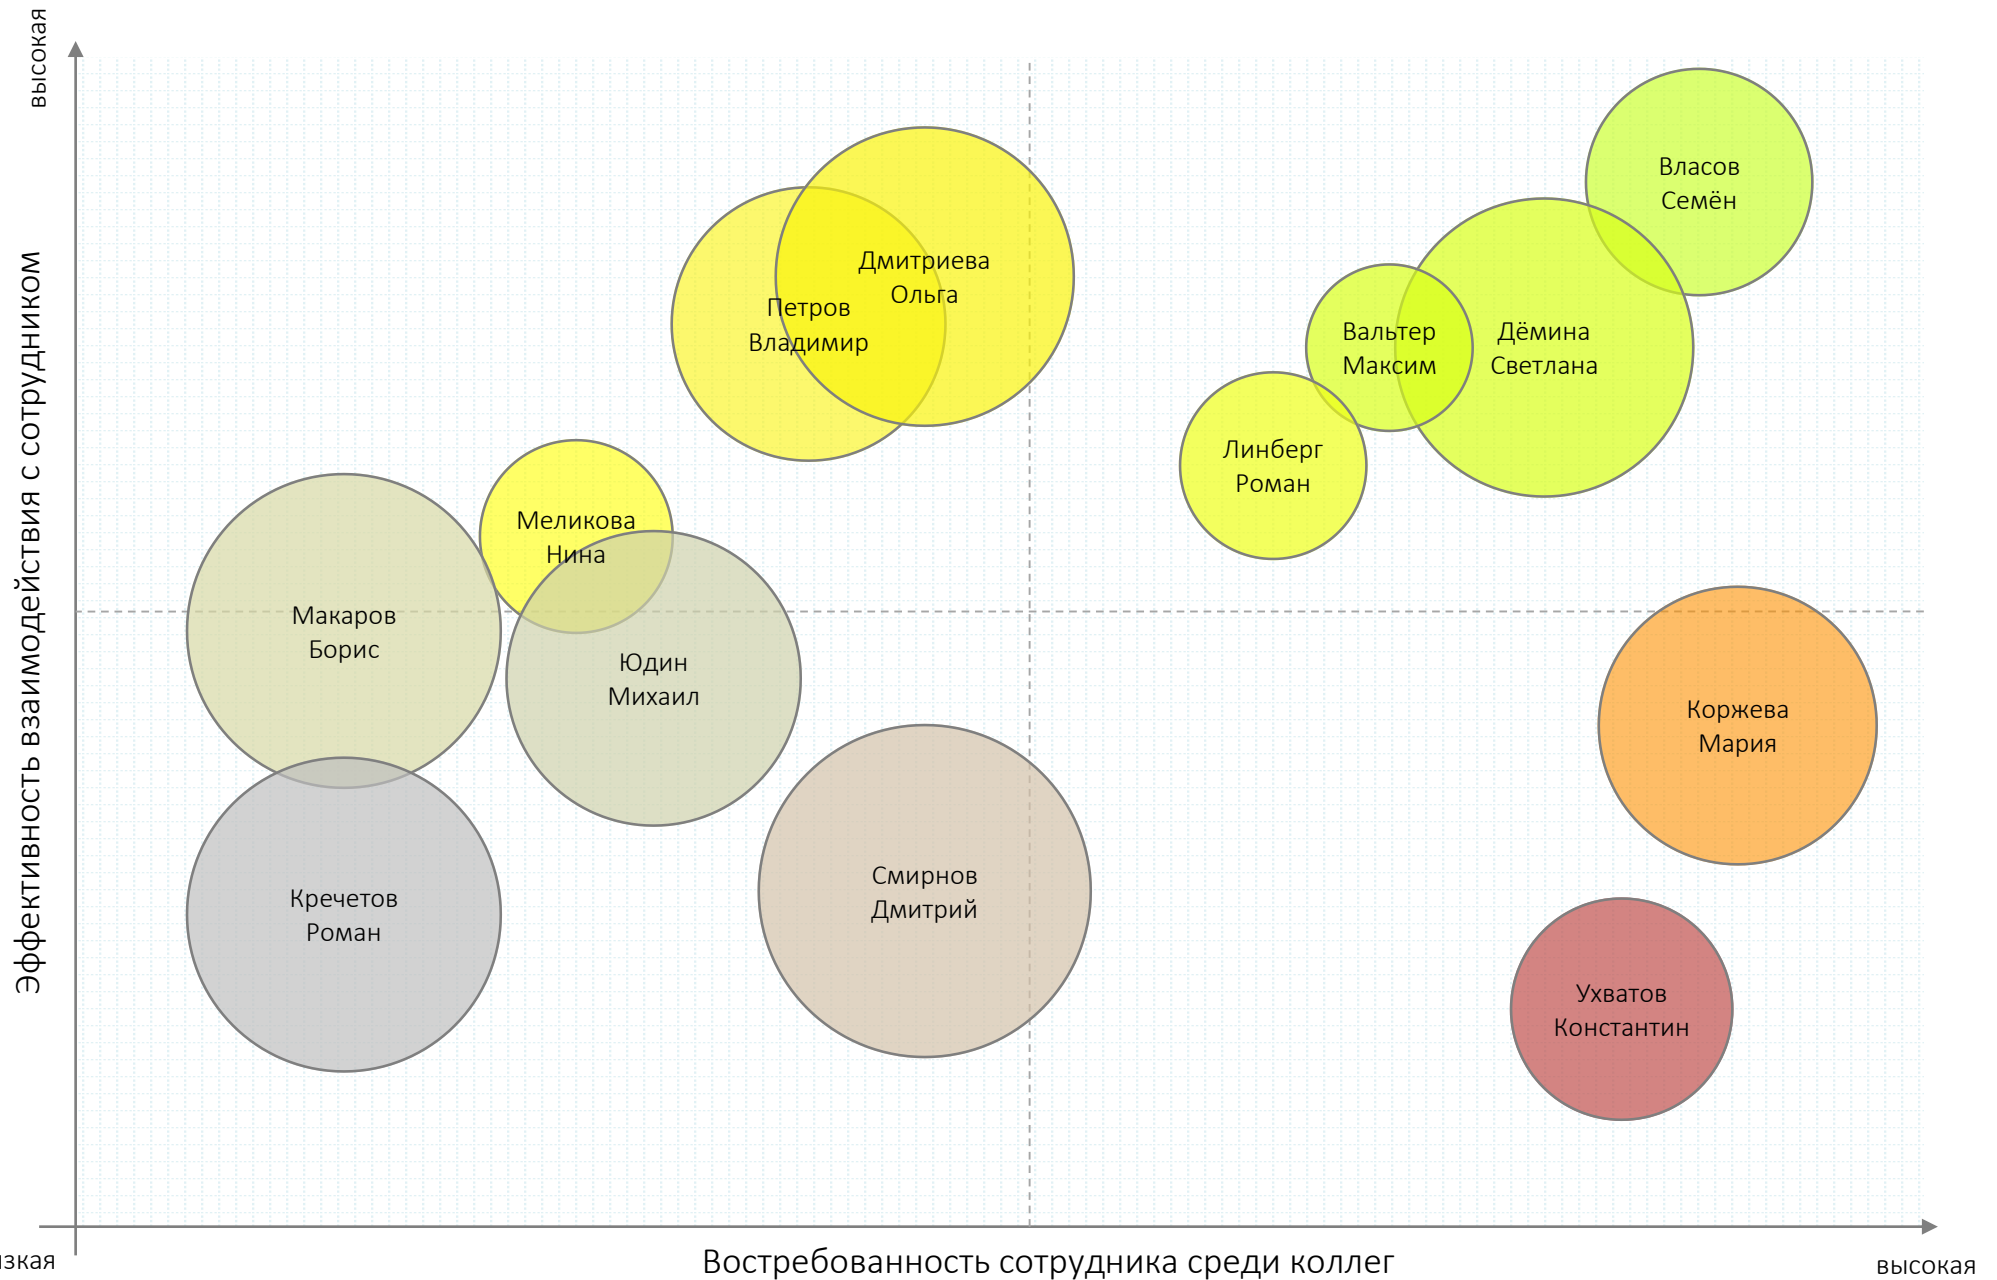 высокая
Эффективность взаимодействия с сотрудником
Власов
Семён
Дмитриева
Ольга
Петров
Владимир
Вальтер
Максим
Дёмина
Светлана
Линберг
Роман
Меликова
Нина
Макаров
Борис
Юдин
Михаил
Коржева
Мария
Смирнов
Дмитрий
Кречетов
Роман
Ухватов
Константин
Востребованность сотрудника среди коллег
высокая